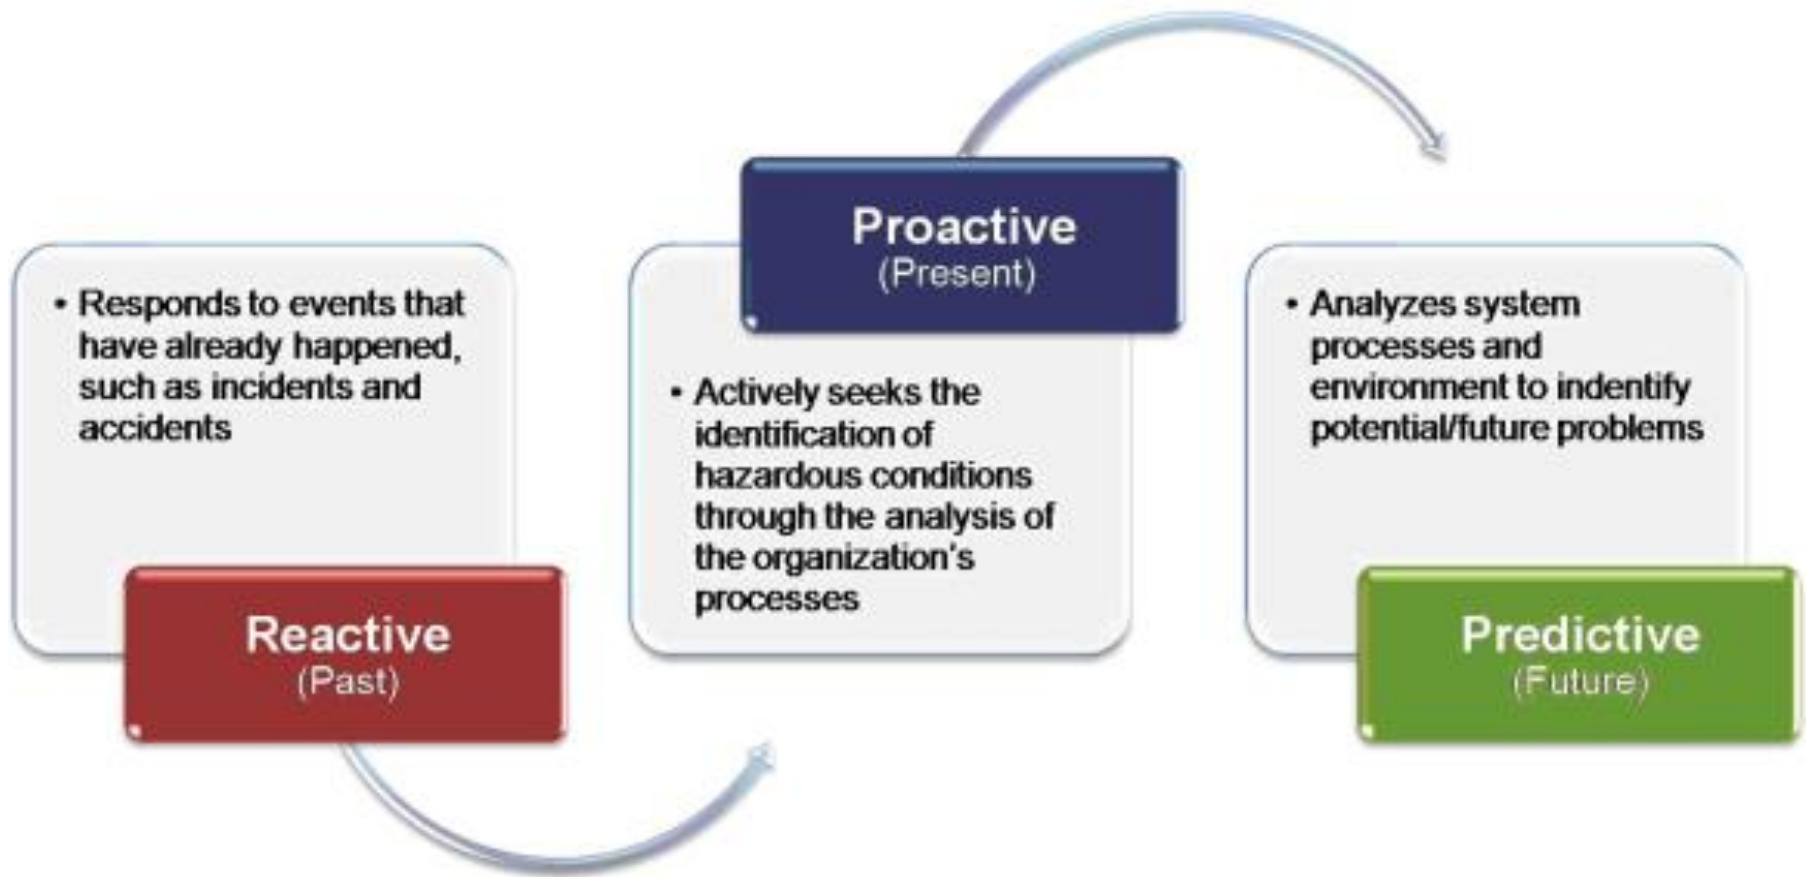 • Responds to events that
have already happened,
such as incidents and
accidents
Reactive
(Past)
Proactive
(Present)
• Actively seeks the
identification of
hazardous conditions
through the analysis of
the organization's
processes
• Analyzes system
processes and
environment to indentify
potential/future problems
Predictive
(Future)